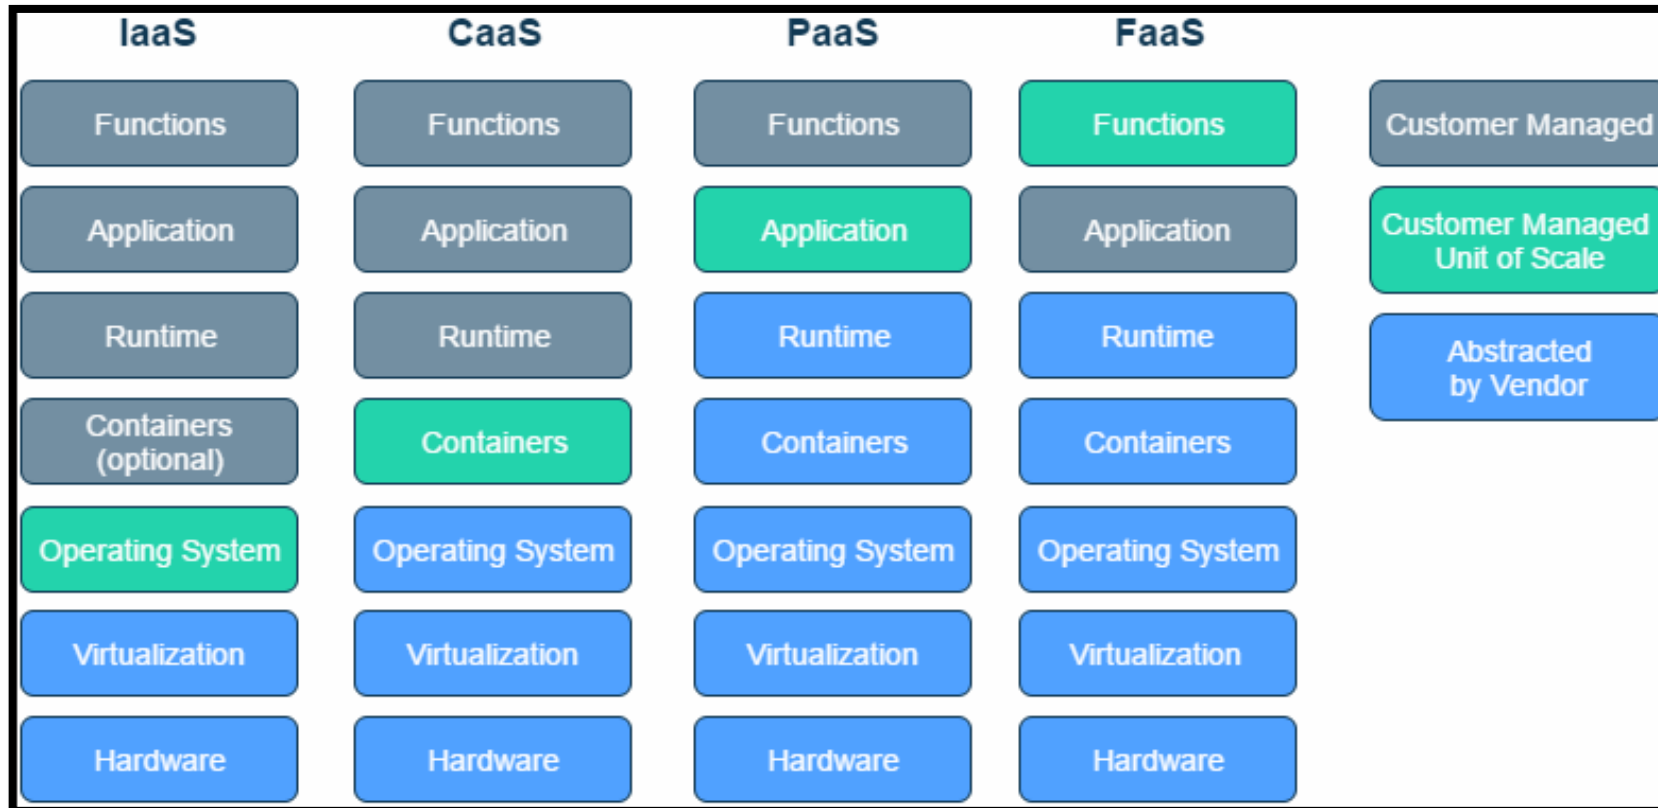 IaaS CaaS PaaS FaaS
Functions Functions Functions Functions Customer Managed
Application Application Application Application Customer Managed
Unit of Scale
Runtime Runtime Runtime Runtime Abstracted
by Vendor
Containers
(optional) Containers Containers Containers
Operating System Operating System Operating System Operating System
Virtualization Virtualization Virtualization Virtualization
Hardware Hardware Hardware Hardware